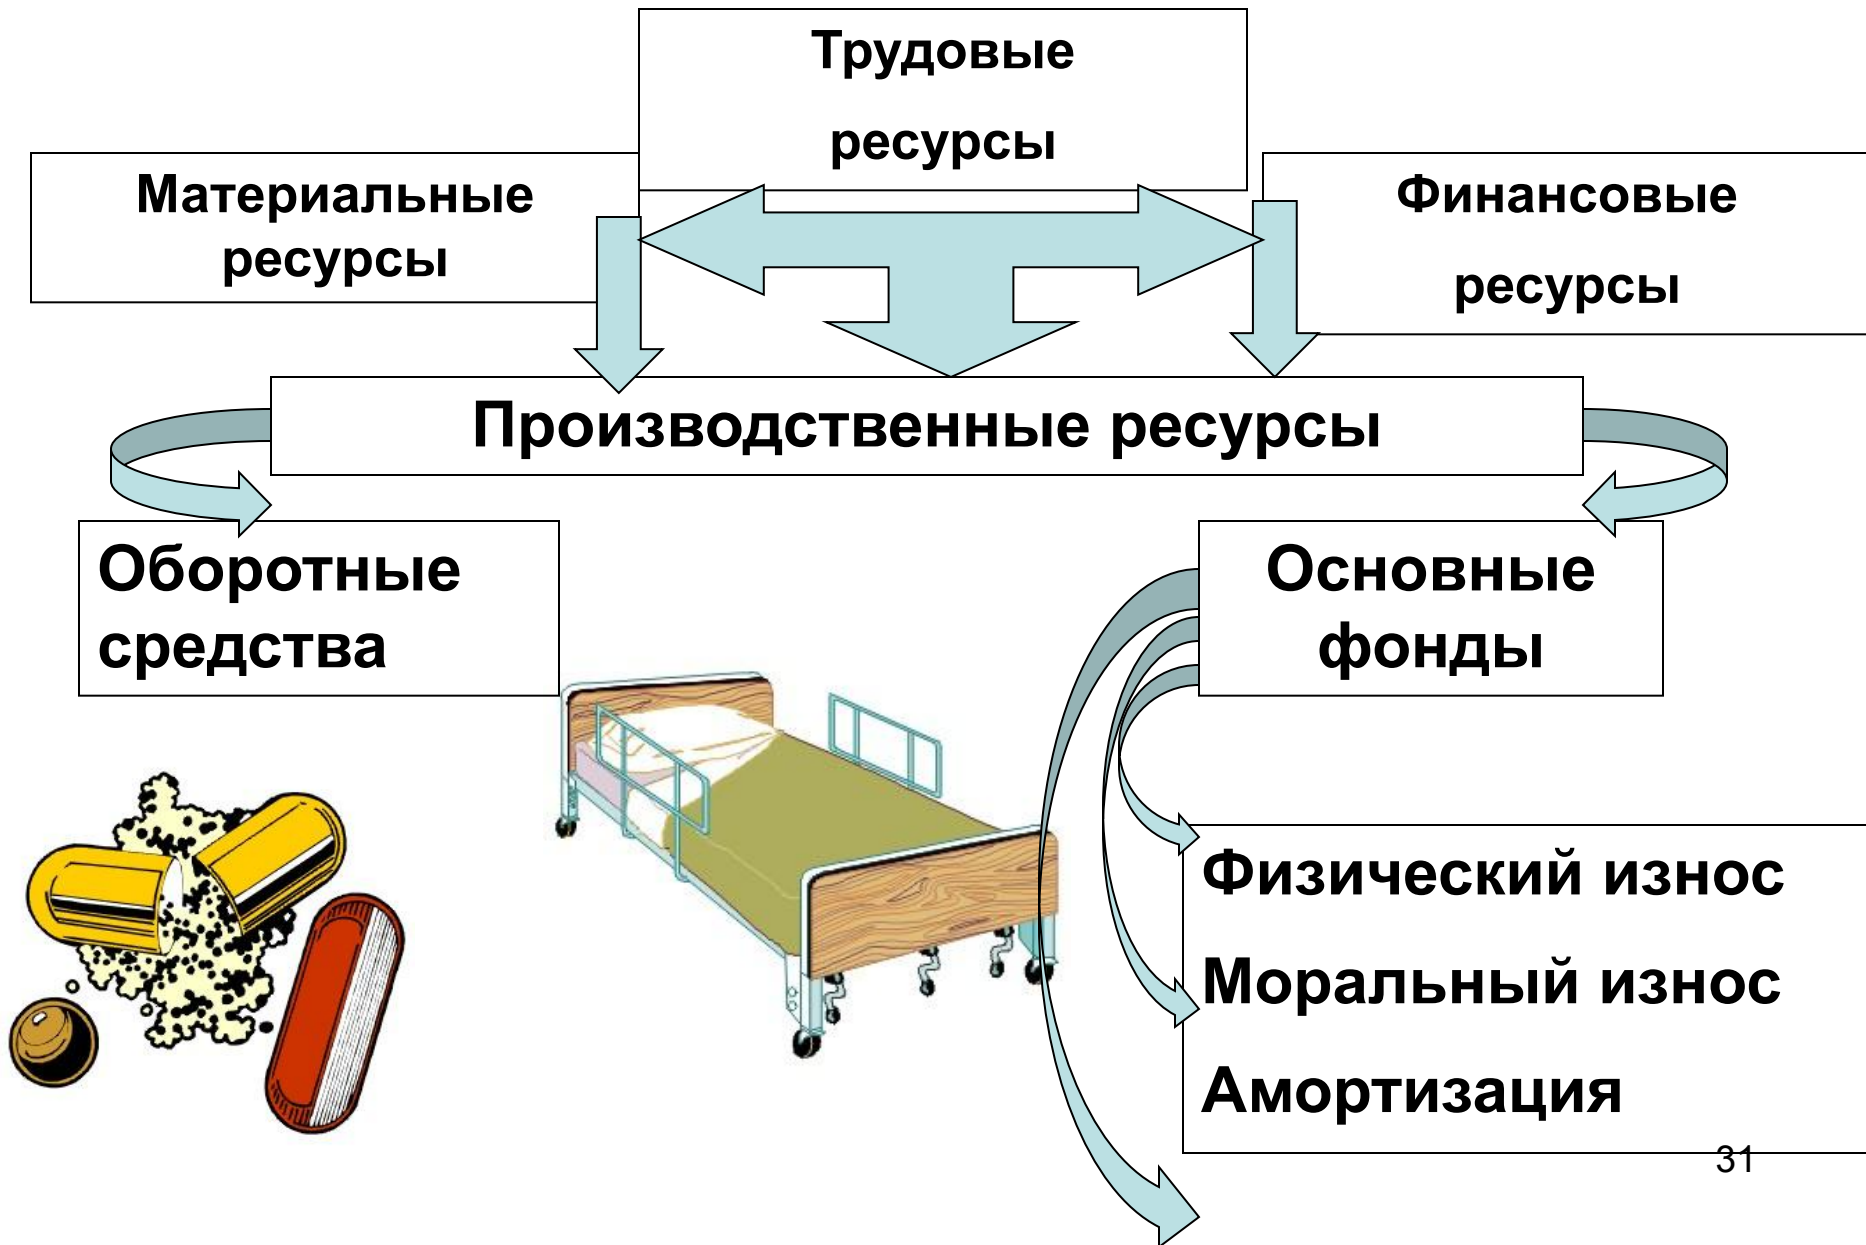 Трудовые
ресурсы
Материальные
ресурсы
Финансовые
ресурсы
Производственные ресурсы
Оборотные
средства
Основные
фонды
Физический износ
Моральный износ
Амортизация
31